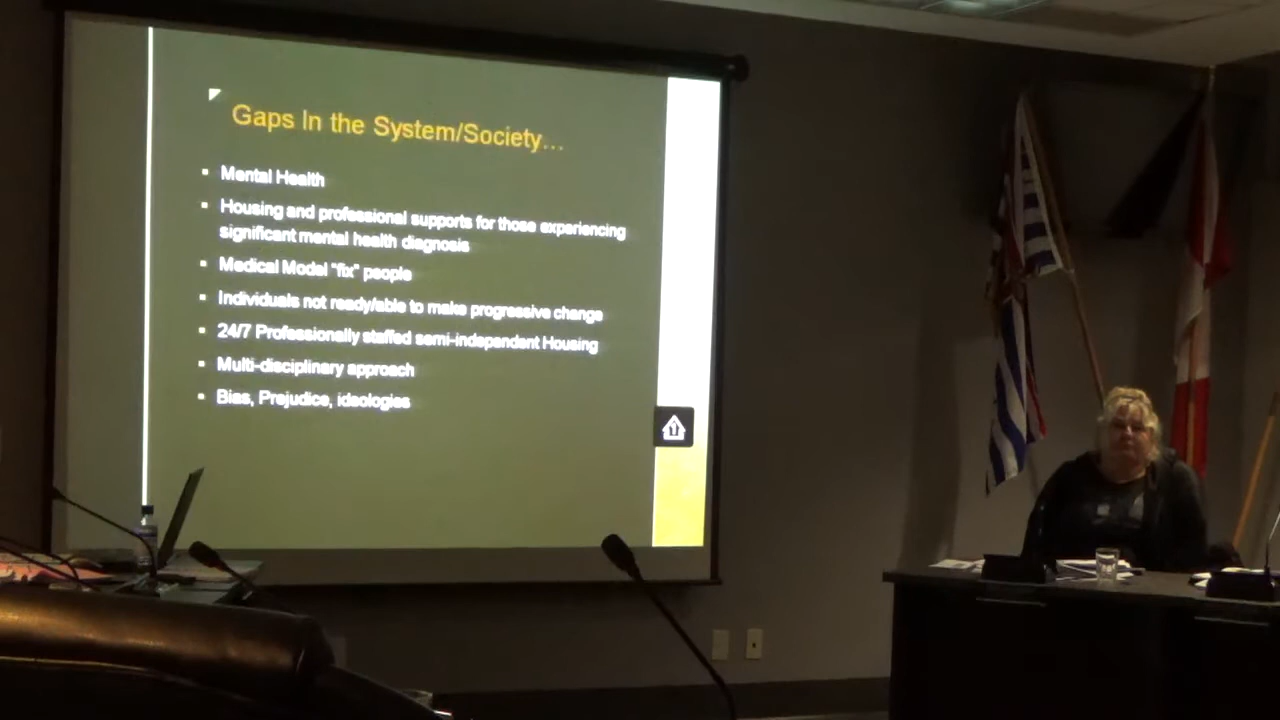 Gaps In the System/Society...
Mental Health
Housing and professional supports for those experiencing
significant mental health diagnosis
Medical Model "fix" people
Individuals not ready/able to make progressive change
24/7 Professionally staffed semi-independent Housing
Multi-disciplinary approach
Bias, Prejudice, ideologies